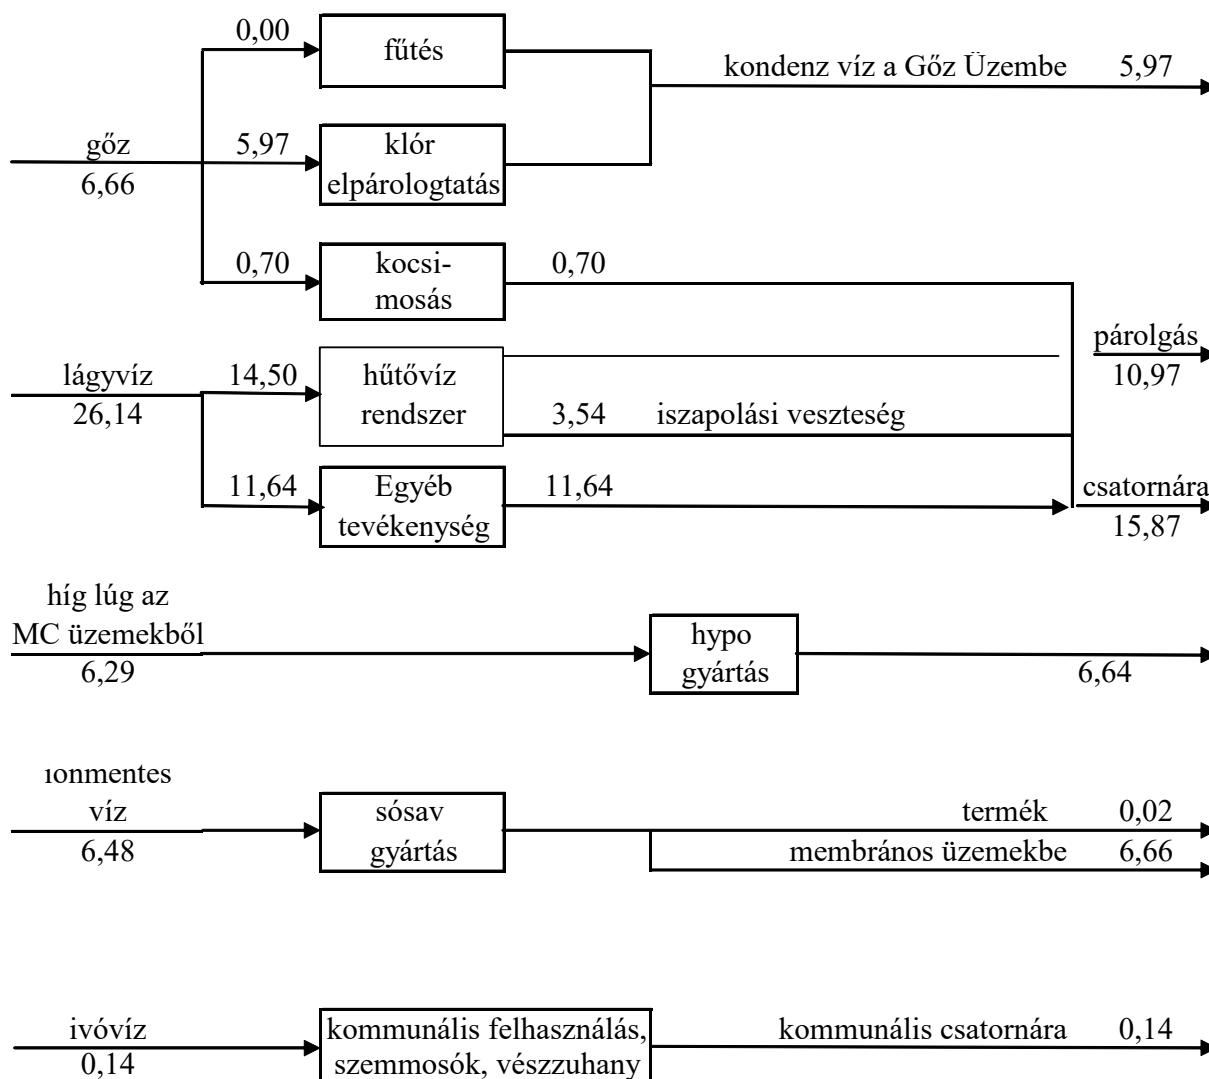 0,00
fűtés
kondenz víz a Gőz Üzembe 5,97
gőz
6,66
5,97
klór
elpárologtatás
0,70
kocsi-
mosás
0,70
párolgás
10,97
lágyvíz
26,14
14,50
hűtővíz
rendszer
3,54 iszapolási veszteség
11,64
Egyéb
tevékenység
11,64
csatornára
15,87
híg lúg az
MC üzemekből
6,29
hypo
gyártás
6,64
ionmentes
víz
6,48
sósav
gyártás
termék 0,02
membrános üzemekbe 6,66
ivóvíz
0,14
kommunális felhasználás,
szemmosók, vészzuhany
kommunális csatornára 0,14